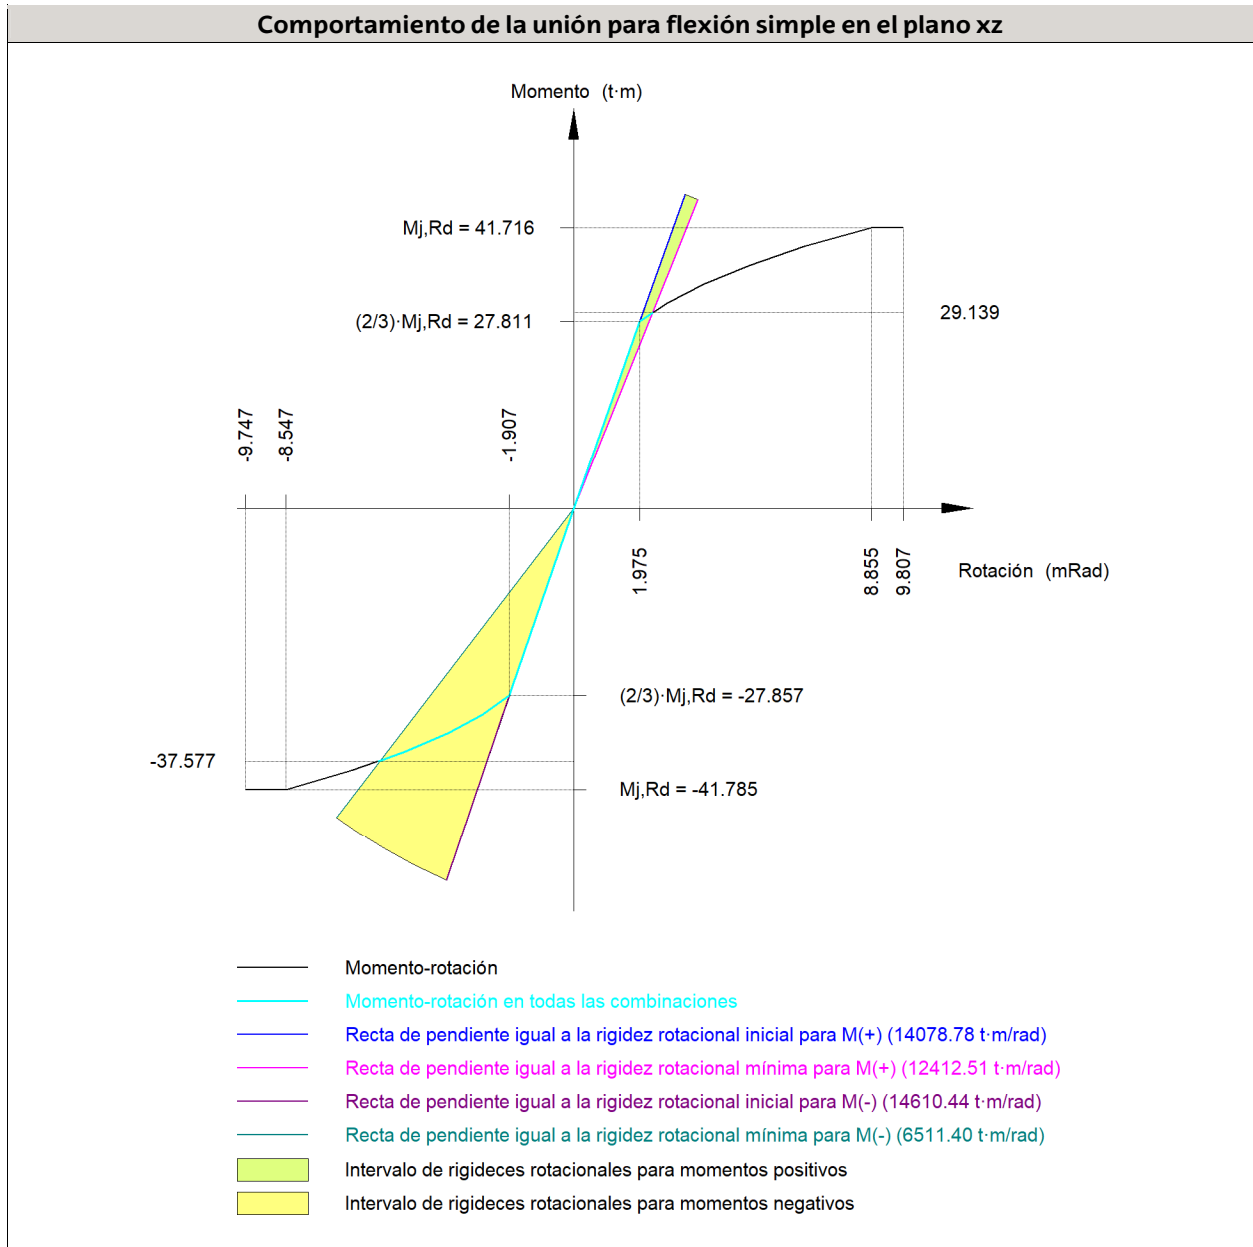 Comportamiento de la unión para flexión simple en el plano xz
Momento (t·m)
Mj,Rd = 41.716
(2/3)·Mj,Rd = 27.811
29.139
-9.747
-8.547
-1.907
1.975
8.855
9.807
Rotación (mRad)
(2/3)·Mj,Rd = -27.857
-37.577
Mj,Rd = -41.785
Momento-rotación
Momento-rotación en todas las combinaciones
Recta de pendiente igual a la rigidez rotacional inicial para M(+) (14078.78 t·m/rad)
Recta de pendiente igual a la rigidez rotacional mínima para M(+) (12412.51 t·m/rad)
Recta de pendiente igual a la rigidez rotacional inicial para M(-) (14610.44 t·m/rad)
Recta de pendiente igual a la rigidez rotacional mínima para M(-) (6511.40 t·m/rad)
Intervalo de rigideces rotacionales para momentos positivos
Intervalo de rigideces rotacionales para momentos negativos